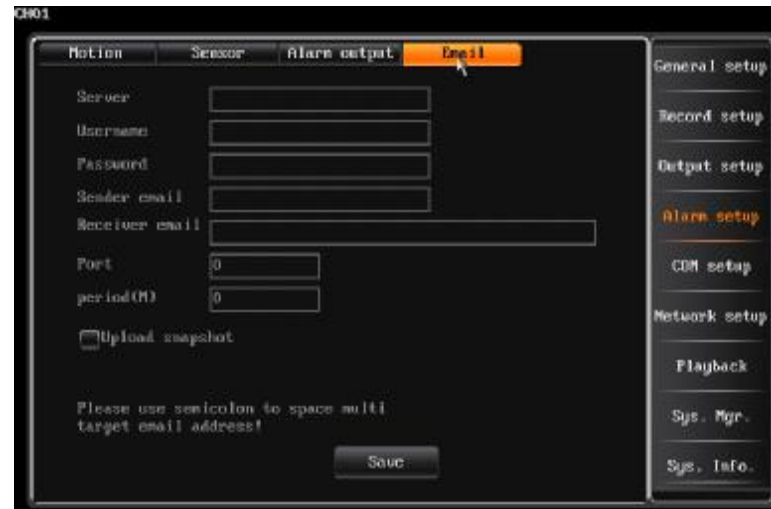 CH01
Motion Sensor Alarm output Email
Server
Username
Password
Sender email
Receiver email
Port 0
period(M) 0
Upload snapshot
Please use semicolon to space multi
target email address!
Save
General setup
Record setup
Output setup
Alarm setup
COM setup
Network setup
Playback
Sys. Mgr.
Sys. Info.